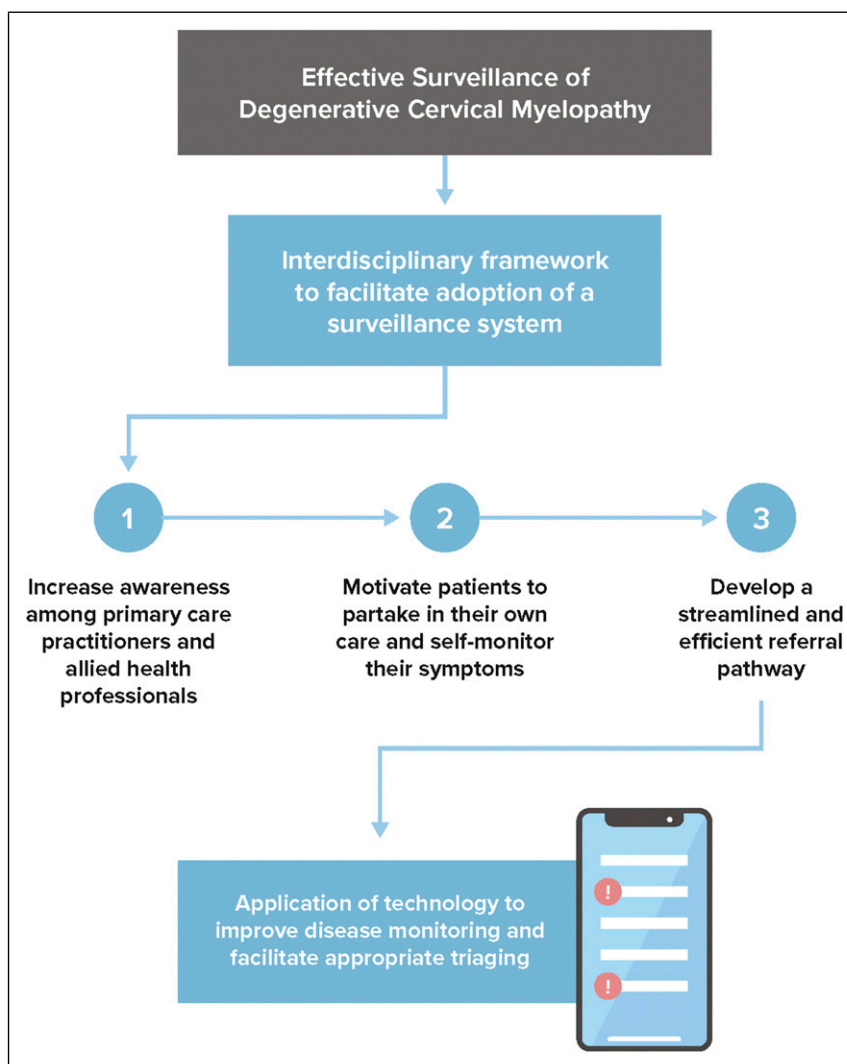 Effective Surveillance of
Degenerative Cervical Myelopathy
Interdisciplinary framework
to facilitate adoption of a
surveillance system
1
2
3
Increase awareness
among primary care
practitioners and
allied health
professionals
Motivate patients to
partake in their own
care and self-monitor
their symptoms
Develop a
streamlined and
efficient referral
pathway
Application of technology to
improve disease monitoring and
facilitate appropriate triaging
!
!